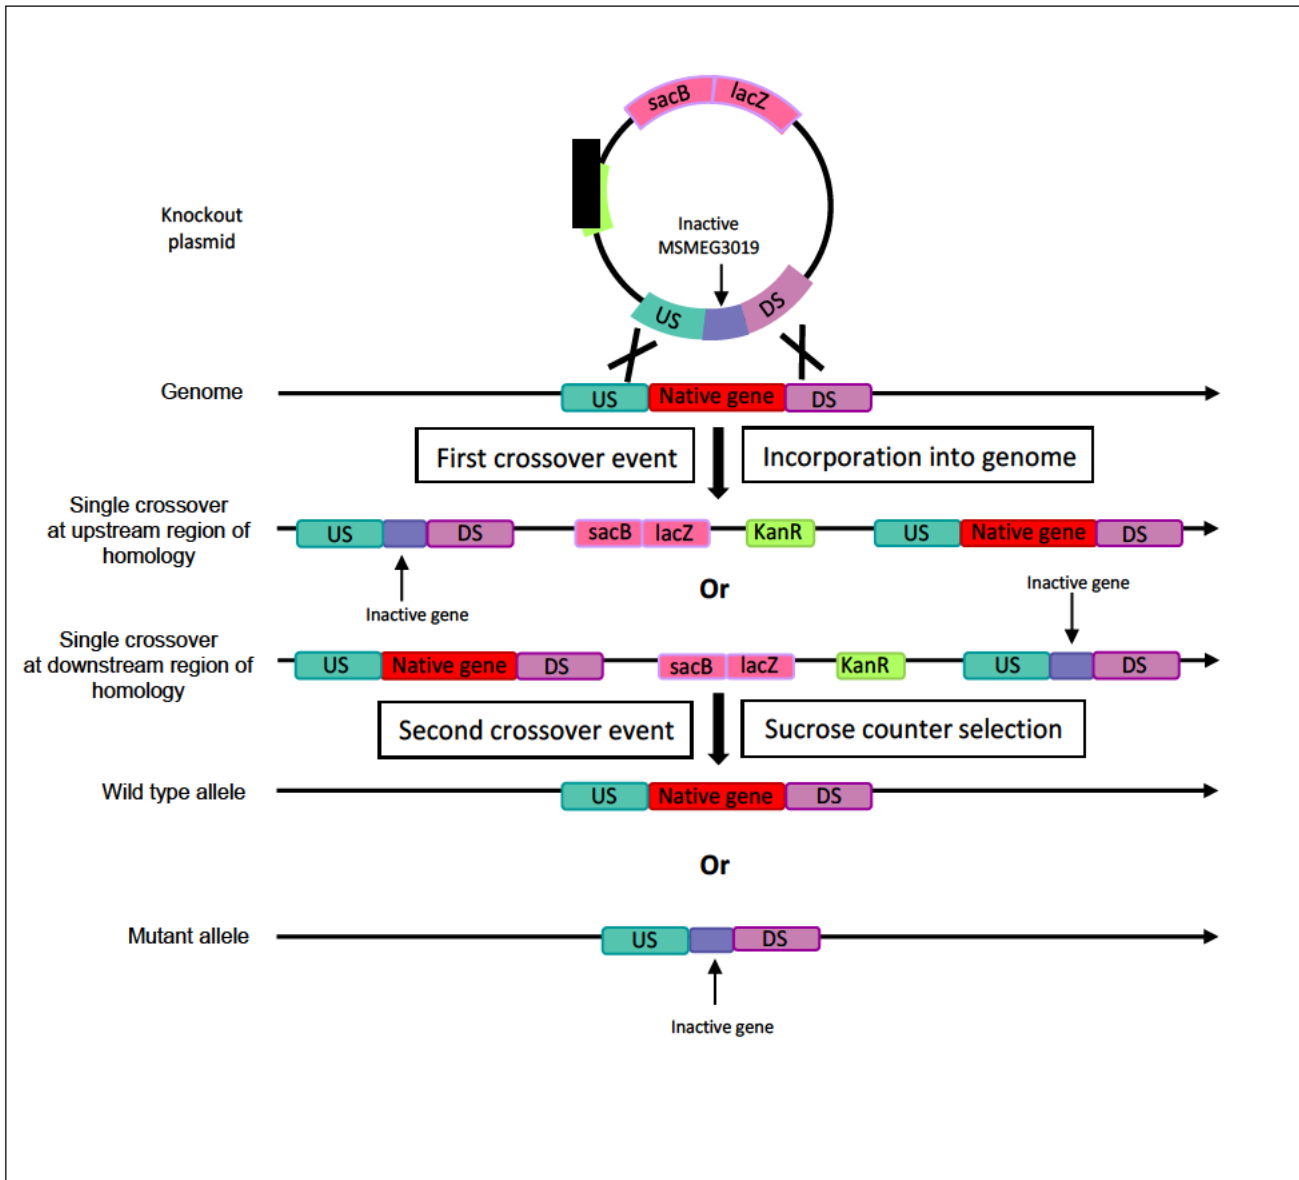 sacB lacZ
Knockout
plasmid
Inactive
MSMEG3019
US DS
Genome
US Native gene DS
First crossover event
Incorporation into genome
Single crossover
at upstream region of
homology
US DS sacB lacZ KanR US Native gene DS
Inactive gene
Or
Inactive gene
Single crossover
at downstream region of
homology
US Native gene DS sacB lacZ KanR US DS
Second crossover event
Sucrose counter selection
Wild type allele
US Native gene DS
Or
Mutant allele
US DS
Inactive gene